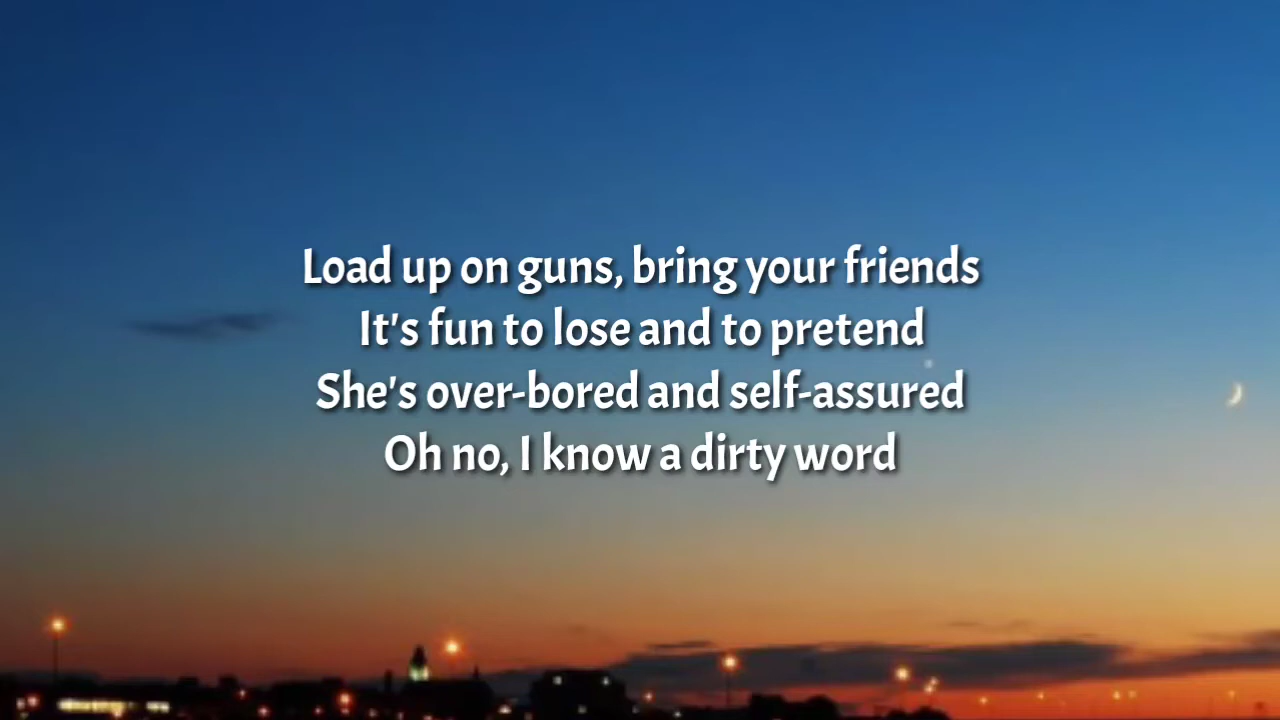 Load up on guns, bring your friends
It's fun to lose and to pretend
She's over-bored and self-assured
Oh no, I know a dirty word